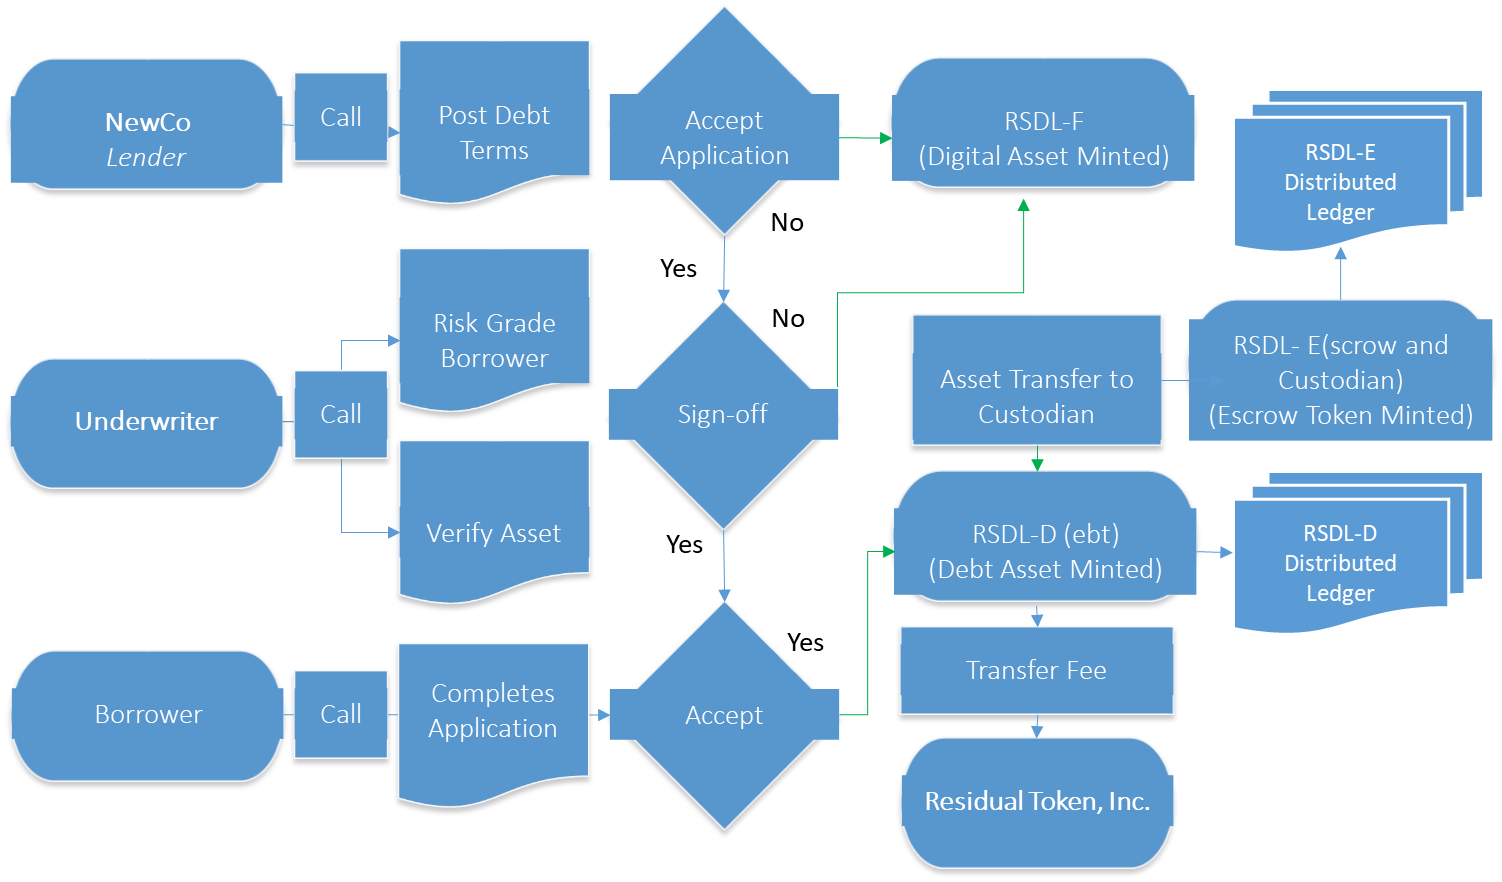 NewCo
Lender
Call
Post Debt
Terms
Accept
Application
RSDL-F
(Digital Asset Minted)
RSDL-E
Distributed
Ledger
No
Yes
Underwriter
Call
Risk Grade
Borrower
Verify Asset
No
Sign-off
Yes
Asset Transfer to
Custodian
RSDL- E(scrow and
Custodian)
(Escrow Token Minted)
RSDL-D (ebt)
(Debt Asset Minted)
RSDL-D
Distributed
Ledger
Borrower
Call
Completes
Application
Accept
Yes
Transfer Fee
Residual Token, Inc.